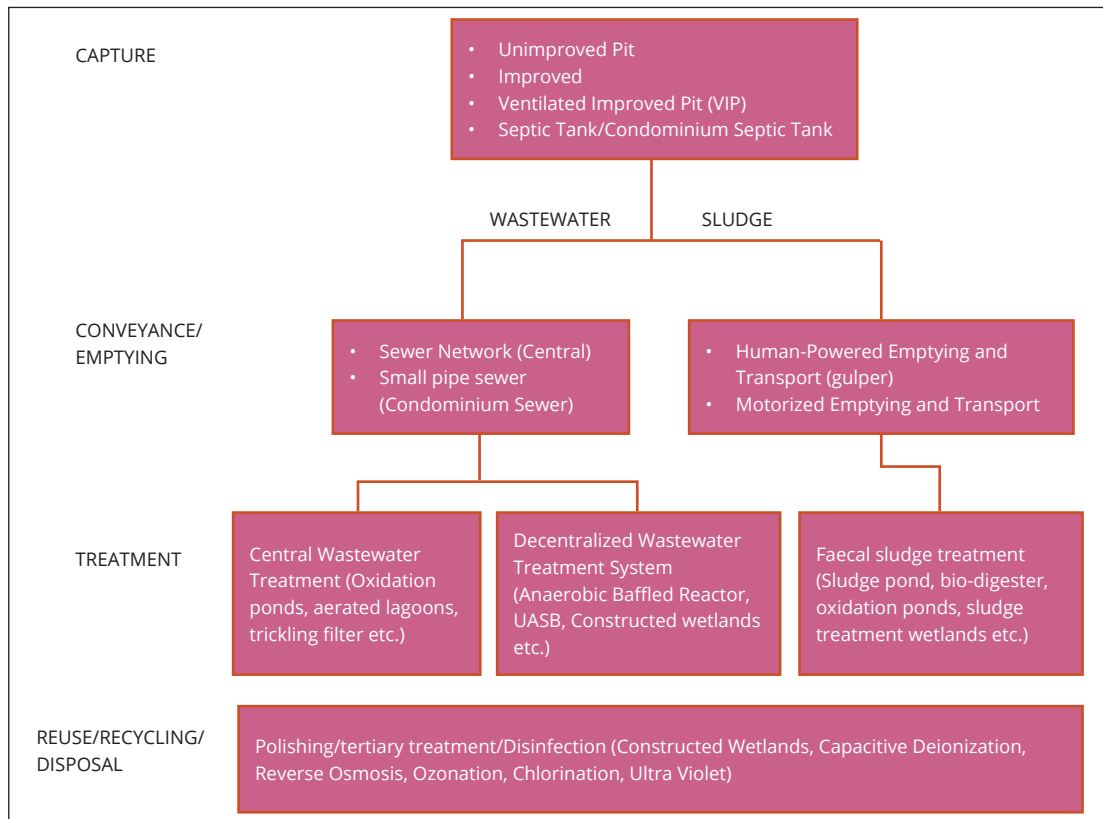 CAPTURE
• Unimproved Pit
• Improved
• Ventilated Improved Pit (VIP)
• Septic Tank/Condominium Septic Tank
WASTEWATER
SLUDGE
CONVEYANCE/
EMPTYING
• Sewer Network (Central)
• Small pipe sewer
(Condominium Sewer)
• Human-Powered Emptying and
Transport (gulper)
• Motorized Emptying and Transport
TREATMENT
Central Wastewater
Treatment (Oxidation
ponds, aerated lagoons,
trickling filter etc.)
Decentralized Wastewater
Treatment System
(Anaerobic Baffled Reactor,
UASB, Constructed wetlands
etc.)
Faecal sludge treatment
(Sludge pond, bio-digester,
oxidation ponds, sludge
treatment wetlands etc.)
REUSE/RECYCLING/
DISPOSAL
Polishing/tertiary treatment/Disinfection (Constructed Wetlands, Capacitive Deionization,
Reverse Osmosis, Ozonation, Chlorination, Ultra Violet)